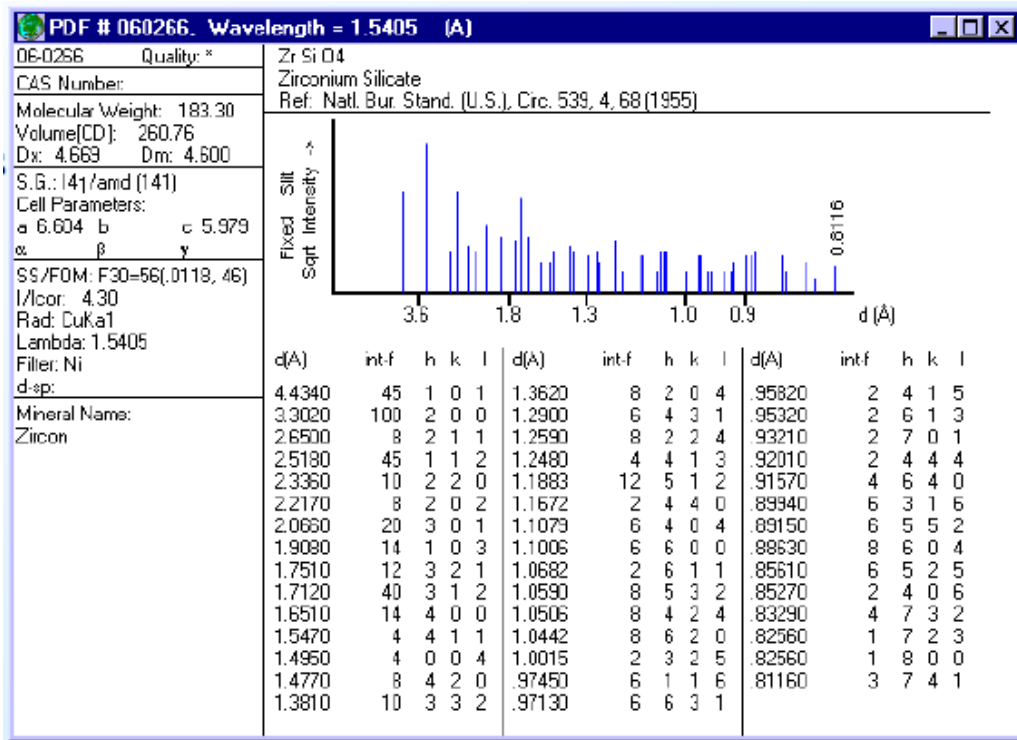 PDF # 060266. Wavelength = 1.5405 (A)
06-0266 Quality: *
CAS Number:
Molecular Weight: 183.30
Volume[CD]: 260.76
Dx: 4.669 Dm: 4.600
S.G.: I41/amd (141)
Cell Parameters:
a 6.604 b c 5.979
α β γ
SS/FOM: F30=56(.0118, 46)
I/Icor: 4.30
Rad: CuKa1
Lambda: 1.5405
Filter: Ni
d-sp:
Mineral Name:
Zircon
Zr Si O4
Zirconium Silicate
Ref: Natl. Bur. Stand. (U.S.), Circ. 539, 4, 68 (1955)
Fixed Slit
Sqrt Intensity ->
0.8116
3.6 1.8 1.3 1.0 0.9 d (Å)
d(A) int-f h k l d(A) int-f h k l d(A) int-f h k l
4.4340 45 1 0 1 1.3620 8 2 0 4 .95820 2 4 1 5
3.3020 100 2 0 0 1.2900 6 4 3 1 .95320 2 6 1 3
2.6500 8 2 1 1 1.2590 8 2 2 4 .93210 2 7 0 1
2.5180 45 1 1 2 1.2480 4 4 1 3 .92010 2 4 4 4
2.3360 10 2 2 0 1.1883 12 5 1 2 .91570 4 6 4 0
2.2170 8 2 0 2 1.1672 2 4 4 0 .89940 6 3 1 6
2.0660 20 3 0 1 1.1079 6 4 0 4 .89150 6 5 5 2
1.9080 14 1 0 3 1.1006 6 6 0 0 .88630 8 6 0 4
1.7510 12 3 2 1 1.0682 2 6 1 1 .85610 6 5 2 5
1.7120 40 3 1 2 1.0590 8 5 3 2 .85270 2 4 0 6
1.6510 14 4 0 0 1.0506 8 4 2 4 .83290 4 7 3 2
1.5470 4 4 1 1 1.0442 8 6 2 0 .82560 1 7 2 3
1.4950 4 0 0 4 1.0015 2 3 2 5 .82560 1 8 0 0
1.4770 8 4 2 0 .97450 6 1 1 6 .81160 3 7 4 1
1.3810 10 3 3 2 .97130 6 6 3 1